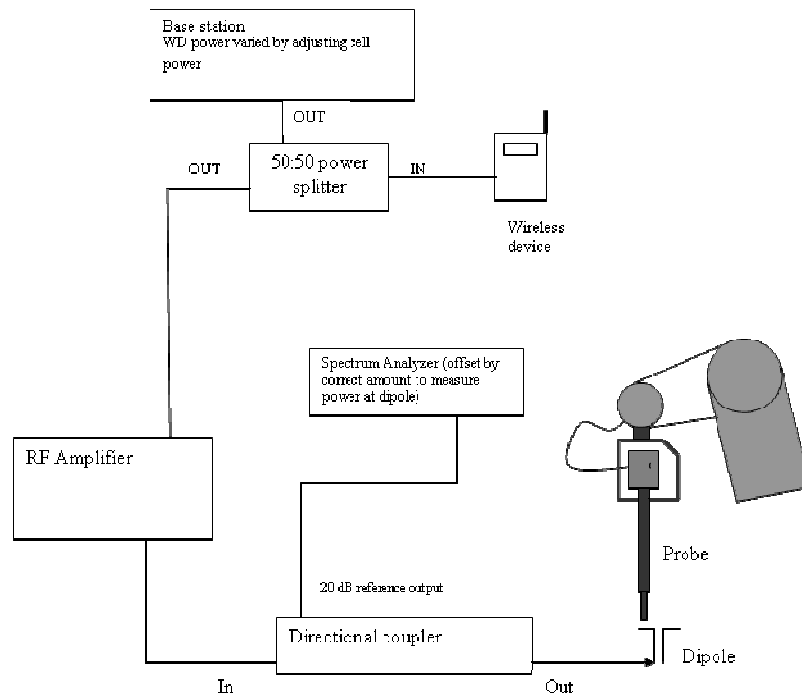 Base station
WD power varied by adjusting cell
power
OUT
OUT
50:50 power
splitter
IN
Wireless
device
Spectrum Analyzer (offset by
correct amount to measure
power at dipole)
RF Amplifier
Probe
20 dB reference output
Directional coupler
Dipole
In
Out